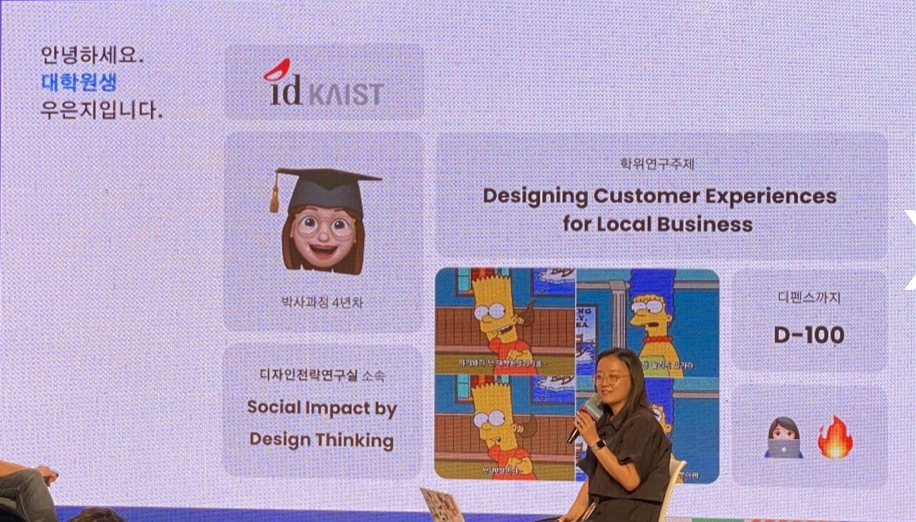 안녕하세요.
대학원생
우은지입니다.
id KAIST
박사과정 4년차
디자인전략연구실 소속
Social Impact by
Design Thinking
학위연구주제
Designing Customer Experiences
for Local Business
디펜스까지
D-100